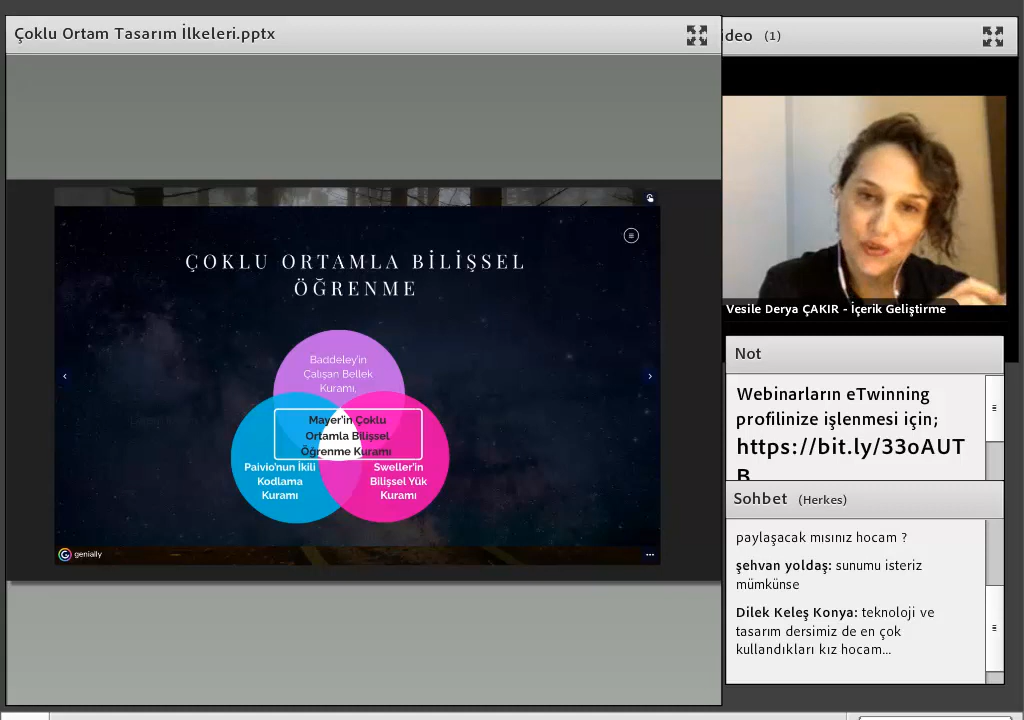 Çoklu Ortam Tasarım İlkeleri.pptx
ideo (1)
ÇOKLU ORTAMLA BİLİŞSEL
ÖĞRENME
Baddeley'in
Çalışan Bellek
Kuramı,
Mayer'in Çoklu
Ortamla Bilişsel
Öğrenme Kuramı
Paivio'nun İkili
Kodlama
Kuramı
Sweller'in
Bilişsel Yük
Kuramı
genially
Vesile Derya ÇAKIR - İçerik Geliştirme
Not
Webinarların eTwinning
profilinize işlenmesi için;
https://bit.ly/33oAUT
B
Sohbet (Herkes)
paylaşacak mısınız hocam ?
şehvan yoldaş: sunumu isteriz
mümkünse
Dilek Keleş Konya: teknoloji ve
tasarım dersimiz de en çok
kullandıkları kız hocam...